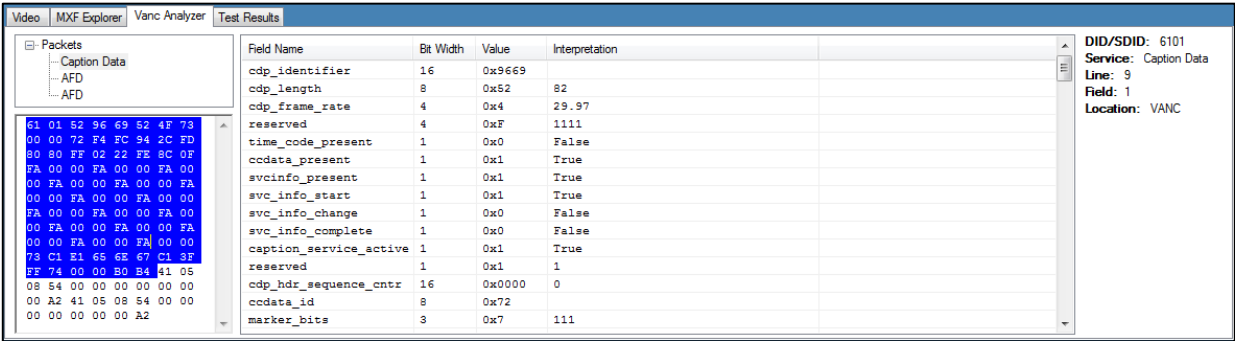 Video MXF Explorer Vanc Analyzer Test Results
Packets
Caption Data
AFD
AFD
61 01 52 96 69 52 4F 73
00 00 72 F4 FC 94 2C FD
80 80 FF 02 22 FE 8C 0F
FA 00 00 FA 00 00 FA 00
00 FA 00 00 FA 00 00 FA
00 00 FA 00 00 FA 00 00
FA 00 00 FA 00 00 FA 00
00 FA 00 00 FA 00 00 FA
00 00 FA 00 00 FA 00 00
73 C1 E1 65 6E 67 C1 3F
FF 74 00 00 B0 B4 41 05
08 54 00 00 00 00 00 00
00 A2 41 05 08 54 00 00
00 00 00 00 00 A2
Field Name Bit Width Value Interpretation
cdp_identifier 16 0x9669
cdp_length 8 0x52 82
cdp_frame_rate 4 0x4 29.97
reserved 4 0xF 1111
time_code_present 1 0x0 False
ccdata_present 1 0x1 True
svcinfo_present 1 0x1 True
svc_info_start 1 0x1 True
svc_info_change 1 0x0 False
svc_info_complete 1 0x0 False
caption_service_active 1 0x1 True
reserved 1 0x1 1
cdp_hdr_sequence_cntr 16 0x0000 0
ccdata_id 8 0x72
marker_bits 3 0x7 111
DID/SDID: 6101
Service: Caption Data
Line: 9
Field: 1
Location: VANC